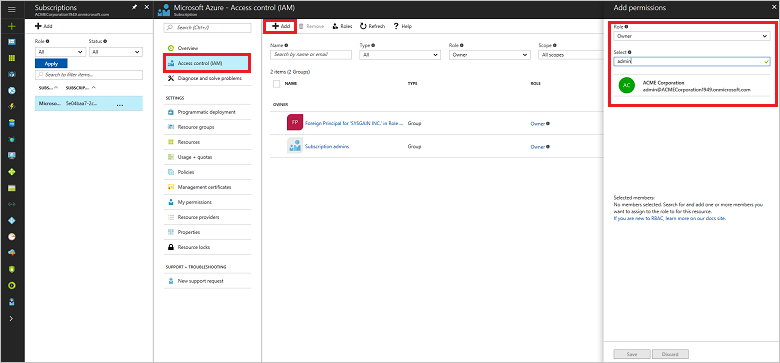 Subscriptions
ACMECorporation1949.onmicrosoft.com
Add
Role
Status
All
All
Apply
Search to filter items...
SUBS...
SUBSCRIP...
Microso...
5e04baa7-2c...
...
Microsoft Azure - Access control (IAM)
Subscription
Search (Ctrl+/)
Overview
Access control (IAM)
Diagnose and solve problems
SETTINGS
Programmatic deployment
Resource groups
Resources
Usage + quotas
Policies
Management certificates
My permissions
Resource providers
Properties
Resource locks
SUPPORT + TROUBLESHOOTING
New support request
Add
Remove
Roles
Refresh
Help
Name
Type
Role
Scope
Search by name or email
All
Owner
All scopes
2 items (2 Groups)
NAME
TYPE
ROLE
OWNER
FP
Foreign Principal for 'SYSGAIN INC.' in Role ...
Group
Owner
Subscription admins
Group
Owner
Add permissions
Role
Owner
Select
admin
AC
ACME Corporation
admin@ACMECorporation1949.onmicrosoft.com
Selected members:
No members selected. Search for and add one or more members you
want to assign to the role to for this resource.
If you are new to RBAC, learn more on our docs site.
Save
Discard